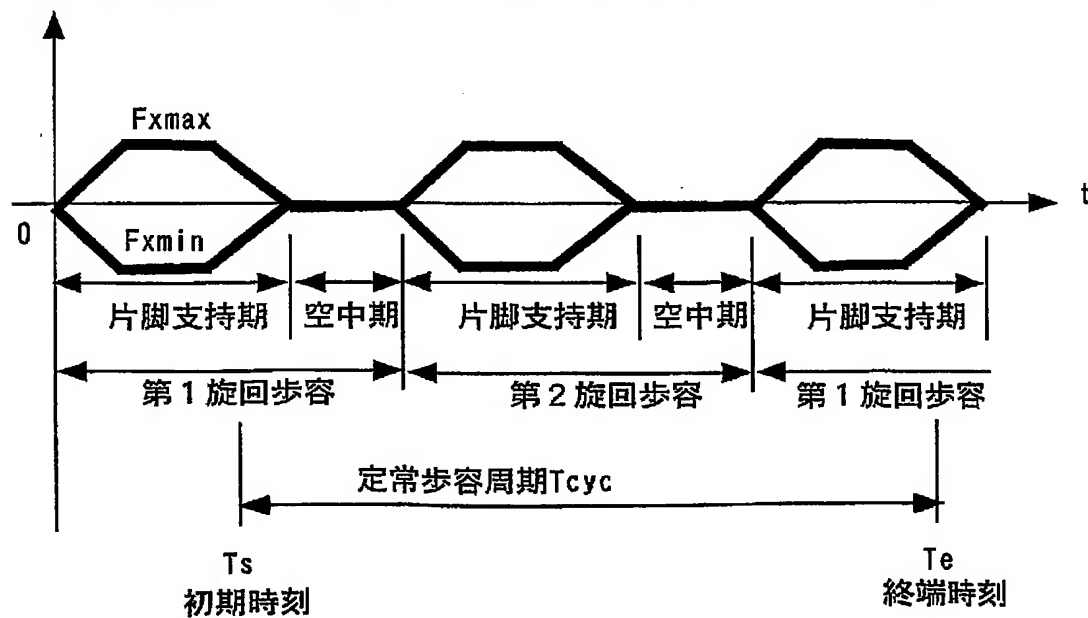 Fxmax
t
0
Fxmin
片脚支持期
空中期
片脚支持期
空中期
片脚支持期
第1旋回歩容
第2旋回歩容
第1旋回歩容
定常歩容周期Tcyc
Ts
初期時刻
Te
終端時刻